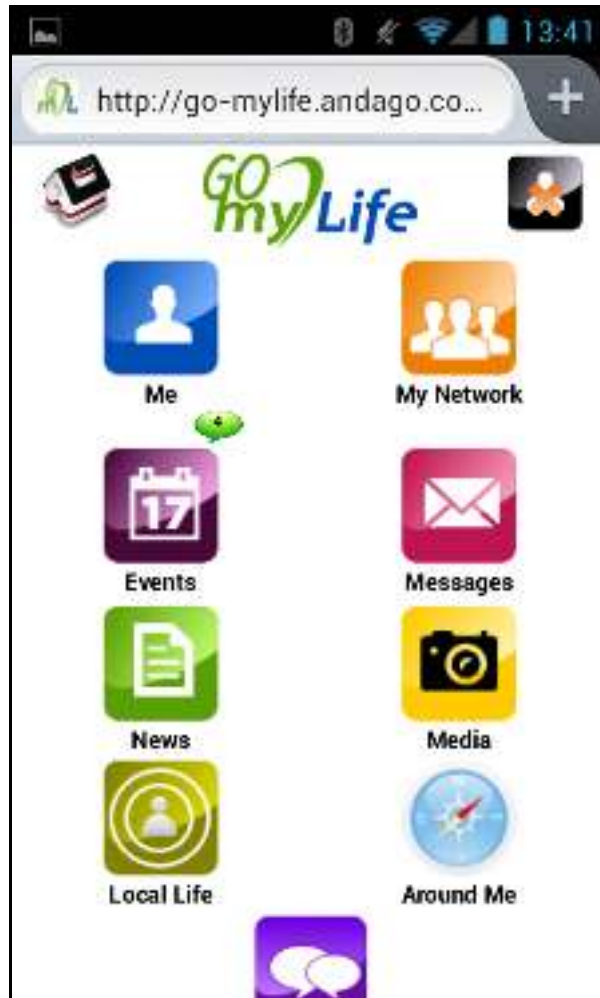 13:41
http://go-mylife.andago.co...
GO
my Life
Me
My Network
4
17
Events
Messages
News
Media
Local Life
Around Me